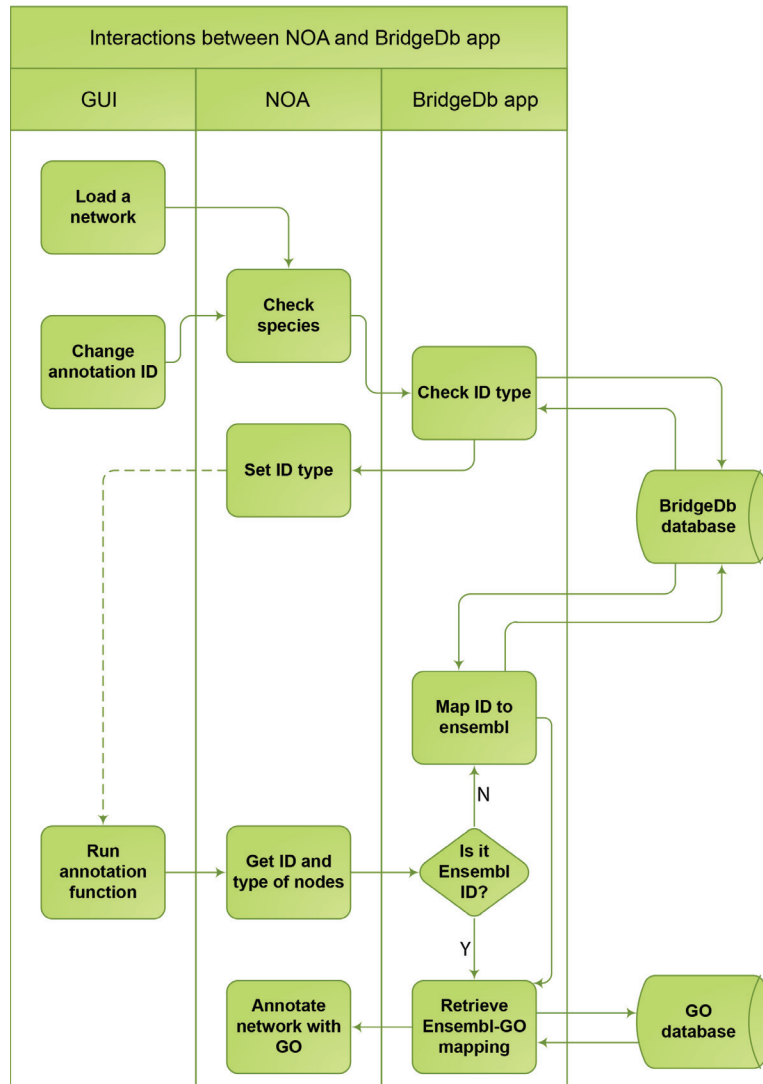 Interactions between NOA and BridgeDb app
GUI
NOA
BridgeDb app
Load a
network
Check
species
Change
annotation ID
Check ID type
Set ID type
BridgeDb
database
Map ID to
ensembl
N
Run
annotation
function
Get ID and
type of nodes
Is it
Ensembl
ID?
Y
Annotate
network with
GO
Retrieve
Ensembl-GO
mapping
GO
database